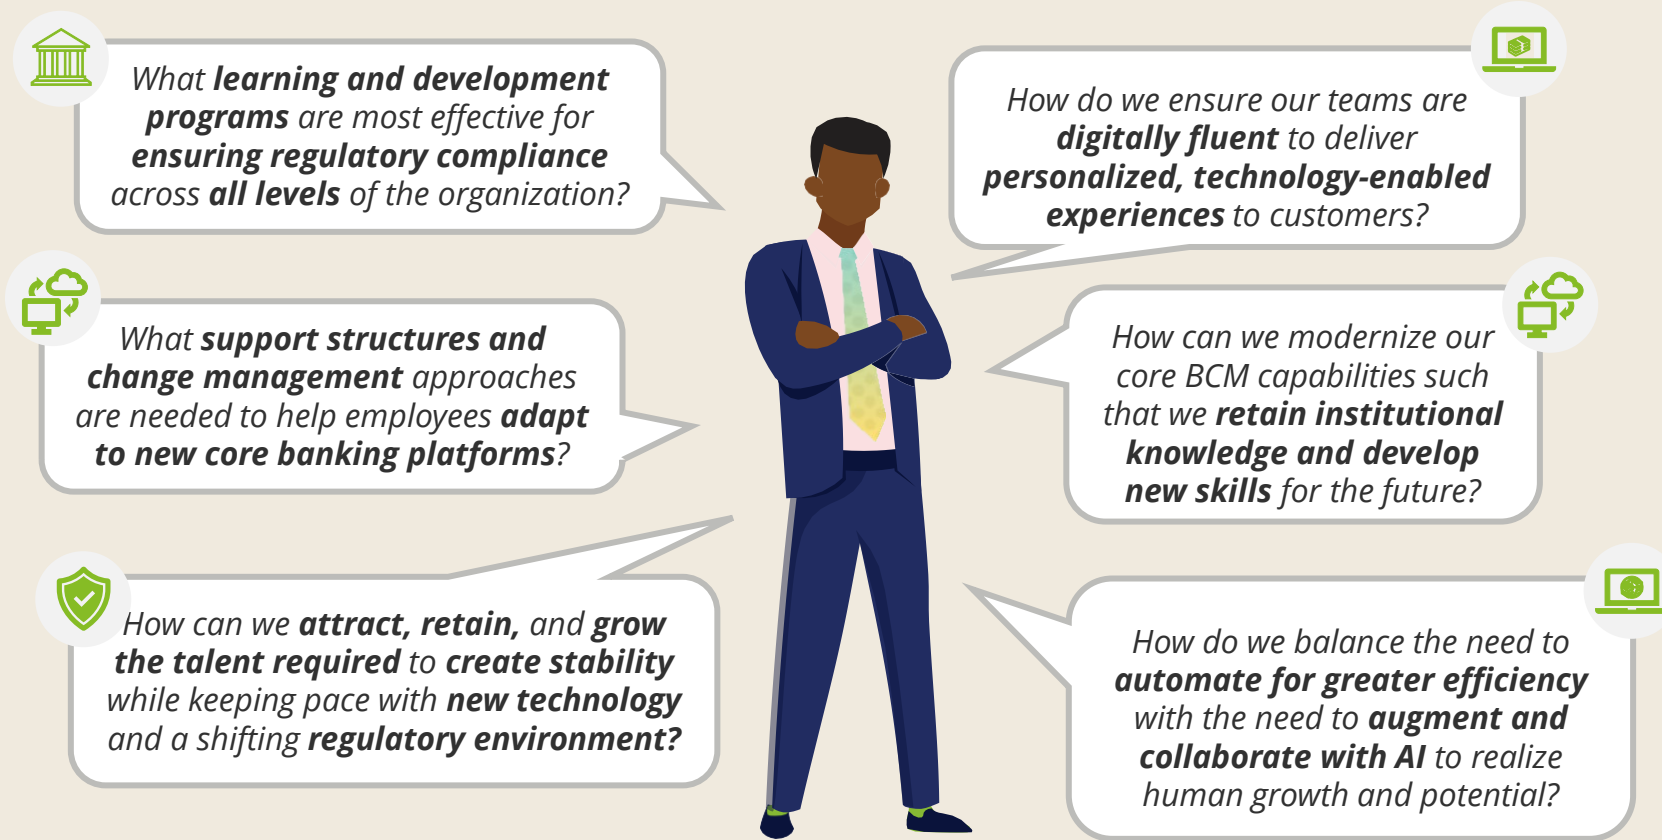 What learning and development
programs are most effective for
ensuring regulatory compliance
across all levels of the organization?
How do we ensure our teams are
digitally fluent to deliver
personalized, technology-enabled
experiences to customers?
What support structures and
change management approaches
are needed to help employees adapt
to new core banking platforms?
How can we modernize our
core BCM capabilities such
that we retain institutional
knowledge and develop
new skills for the future?
How can we attract, retain, and grow
the talent required to create stability
while keeping pace with new technology
and a shifting regulatory environment?
How do we balance the need to
automate for greater efficiency
with the need to augment and
collaborate with AI to realize
human growth and potential?